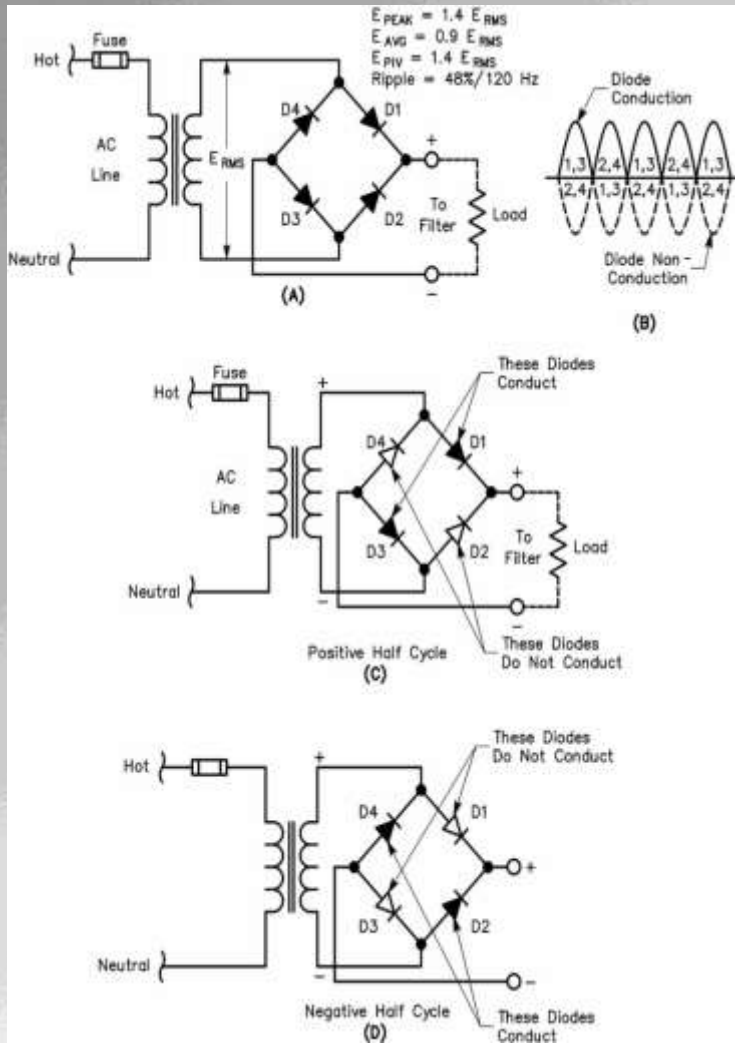 E PEAK = 1.4 E RMS
E AVG = 0.9 E RMS
E PIV = 1.4 E RMS
Ripple = 48%/120 Hz
Fuse
Hot
AC
Line
Neutral
E RMS
D4
D1
D3
D2
+
To
Filter
Load
−
(A)
Diode
Conduction
1,3 2,4 1,3 2,4 1,3
2,4 1,3 2,4 1,3 2,4
Diode Non-
Conduction
(B)
These Diodes
Conduct
Fuse
Hot
AC
Line
Neutral
+
−
D4
D1
D3
D2
+
To
Filter
Load
−
These Diodes
Do Not Conduct
Positive Half Cycle
(C)
These Diodes
Do Not Conduct
Hot
Neutral
+
−
D4
D1
D3
D2
+
−
Negative Half Cycle
(D)
These Diodes
Conduct